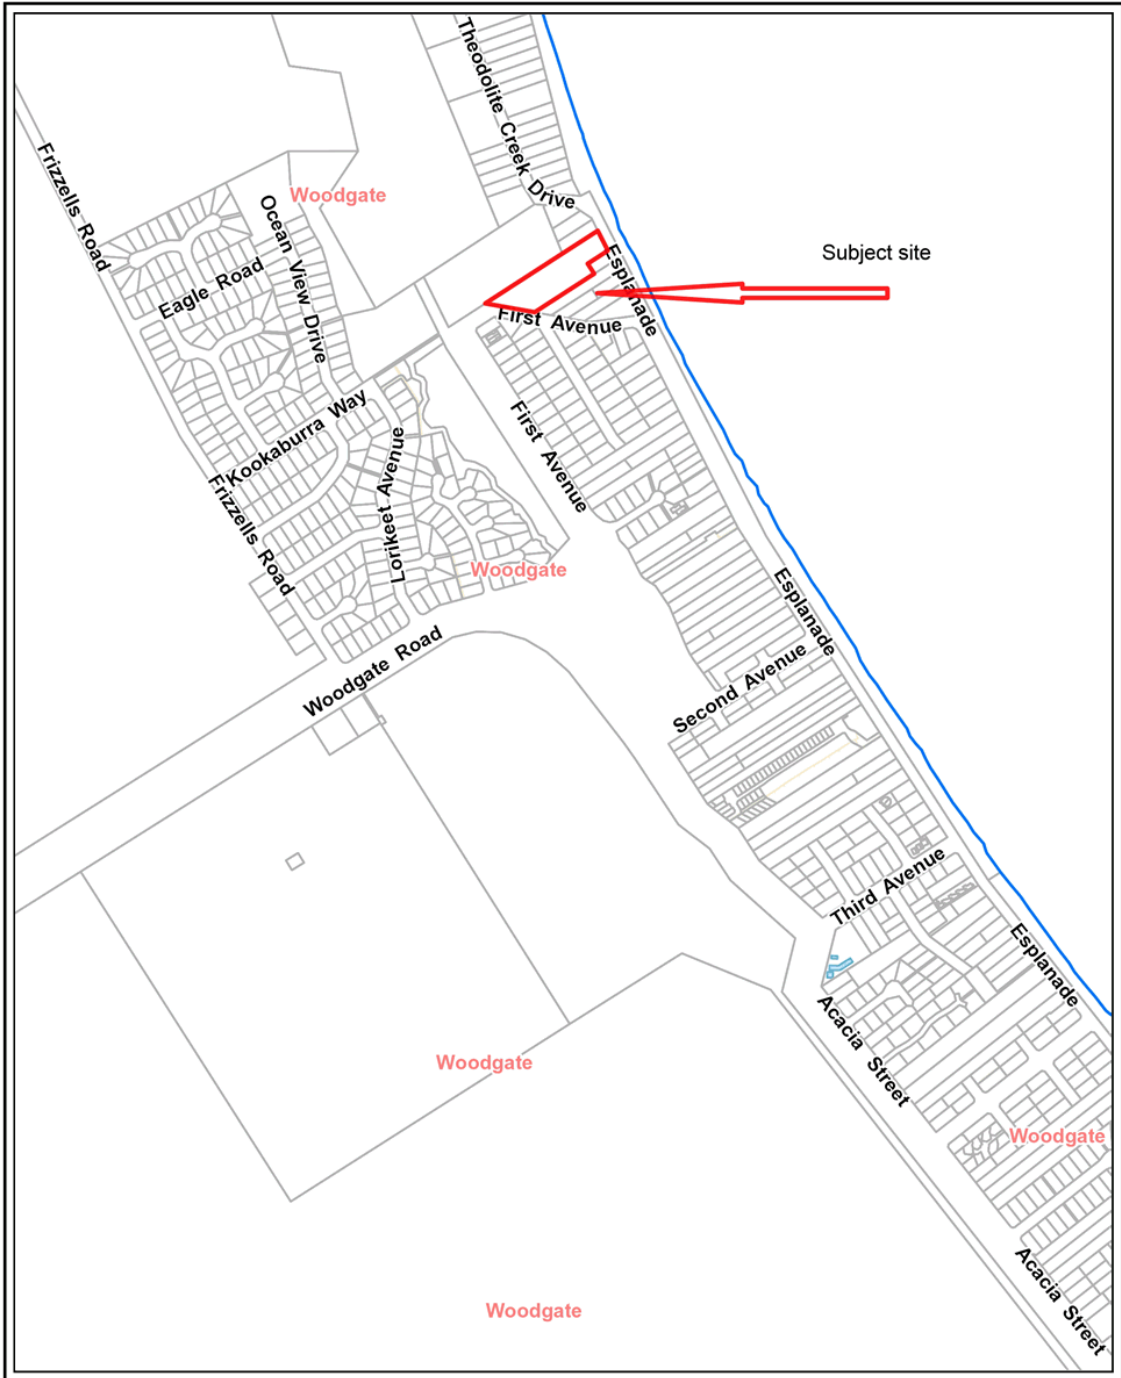 Theodolite Creek Drive
Frizzells Road
Woodgate
Ocean View Drive
Eagle Road
Subject site
Esplanade
First Avenue
Kookaburra Way
First Avenue
Lorikeet Avenue
Frizzells Road
Woodgate
Esplanade
Woodgate Road
Second Avenue
Third Avenue
Esplanade
Acacia Street
Woodgate
Woodgate
Acacia Street
Woodgate